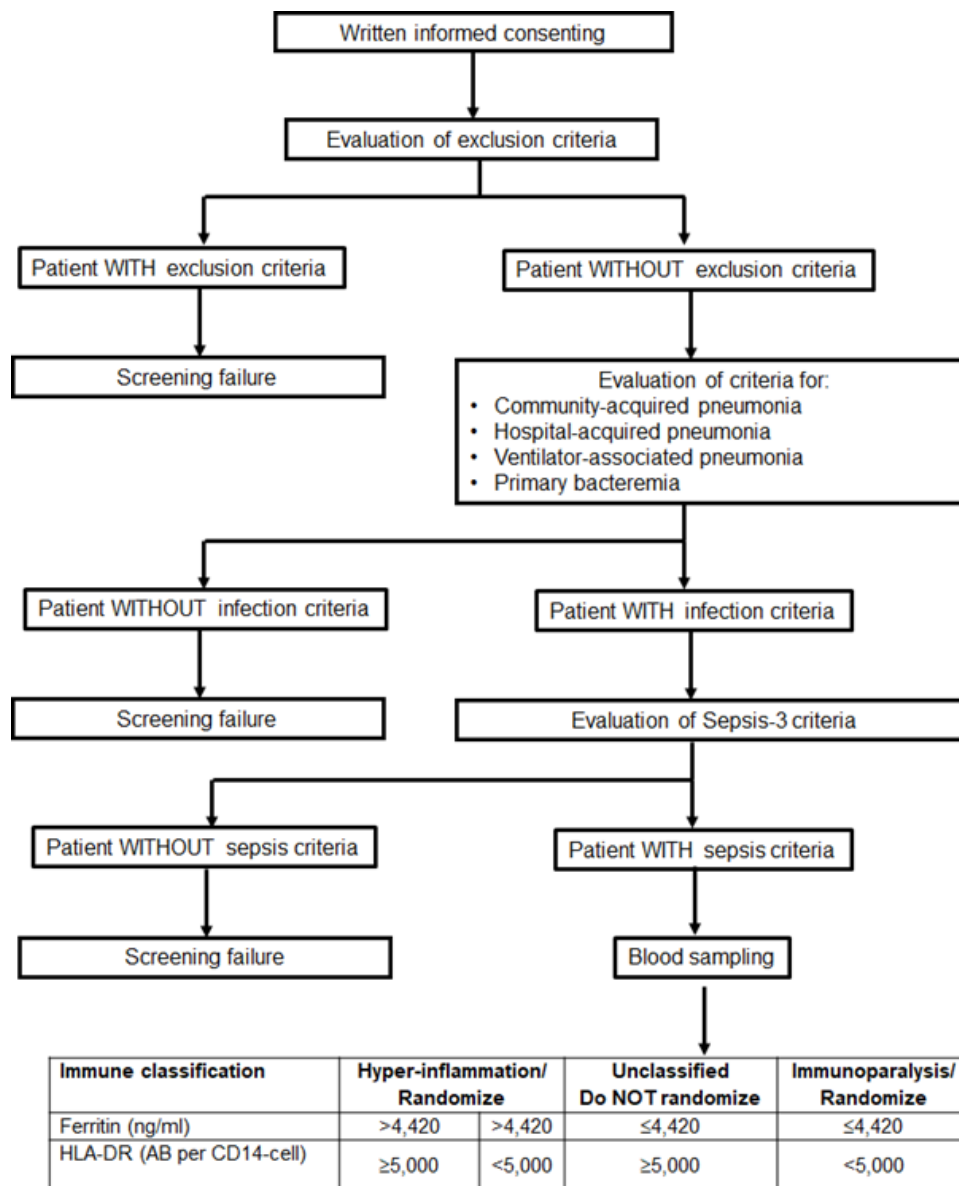 Written informed consenting
Evaluation of exclusion criteria
Patient WITH exclusion criteria
Patient WITHOUT exclusion criteria
Screening failure
Evaluation of criteria for:
• Community-acquired pneumonia
• Hospital-acquired pneumonia
• Ventilator-associated pneumonia
• Primary bacteremia
Patient WITHOUT infection criteria
Patient WITH infection criteria
Screening failure
Evaluation of Sepsis-3 criteria
Patient WITHOUT sepsis criteria
Patient WITH sepsis criteria
Screening failure
Blood sampling
Immune classification Hyper-inflammation/ Unclassified Immunoparalysis/
Randomize Do NOT randomize Randomize
Ferritin (ng/ml) >4,420 >4,420 ≤4,420 ≤4,420
HLA-DR (AB per CD14-cell)
≥5,000 <5,000 ≥5,000 <5,000